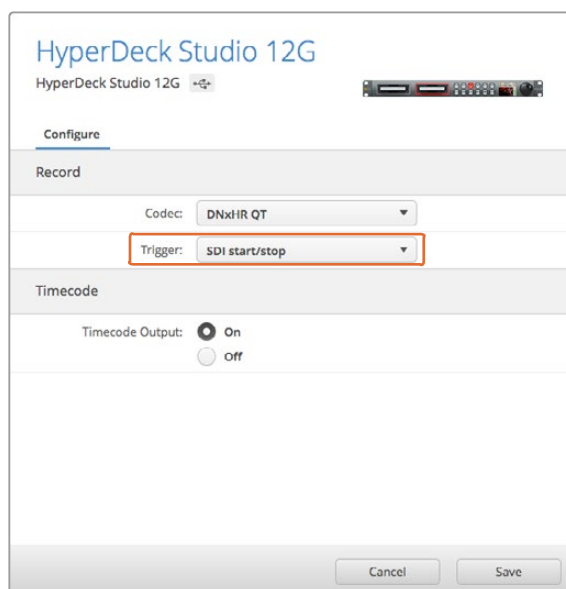 HyperDeck Studio 12G
HyperDeck Studio 12G
Configure
Record
Codec: DNxHR QT
Trigger: SDI start/stop
Timecode
Timecode Output: On
Off
Cancel Save